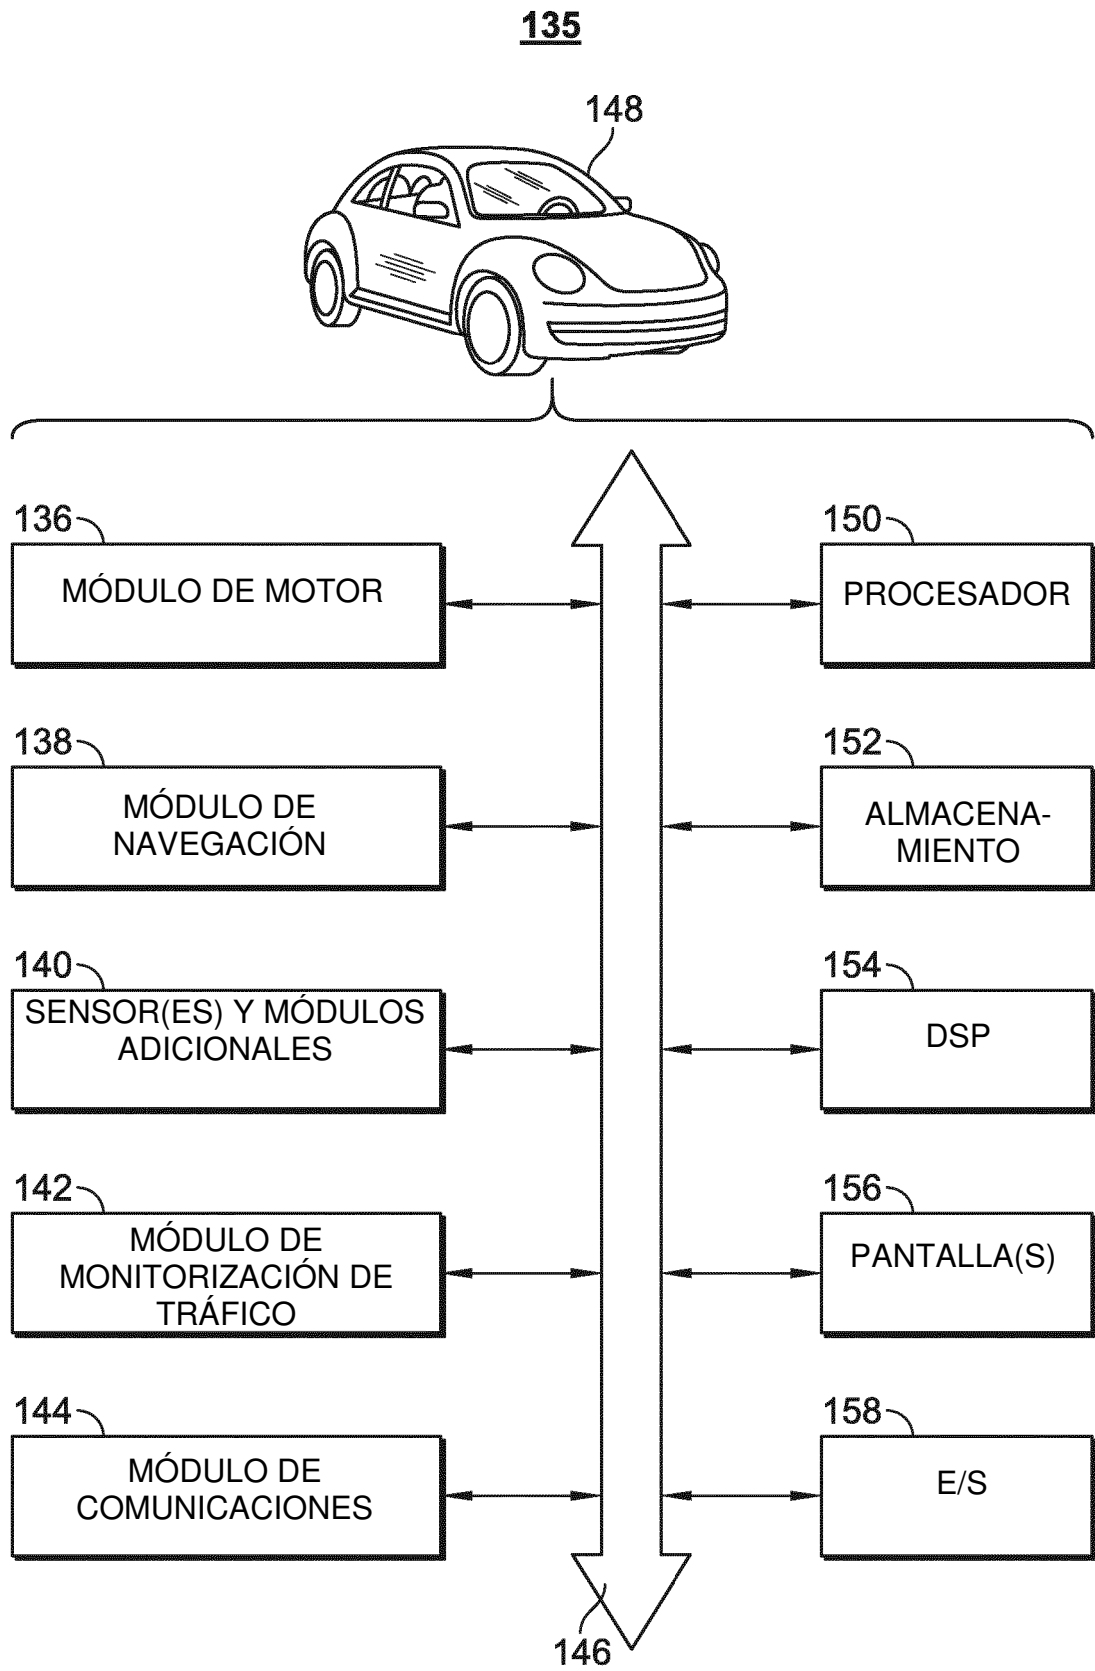 135
148
136
MÓDULO DE MOTOR
150
PROCESADOR
138
MÓDULO DE
NAVEGACIÓN
152
ALMACENA-
MIENTO
140
SENSOR(ES) Y MÓDULOS
ADICIONALES
154
DSP
142
MÓDULO DE
MONITORIZACIÓN DE
TRÁFICO
156
PANTALLA(S)
144
MÓDULO DE
COMUNICACIONES
158
E/S
146